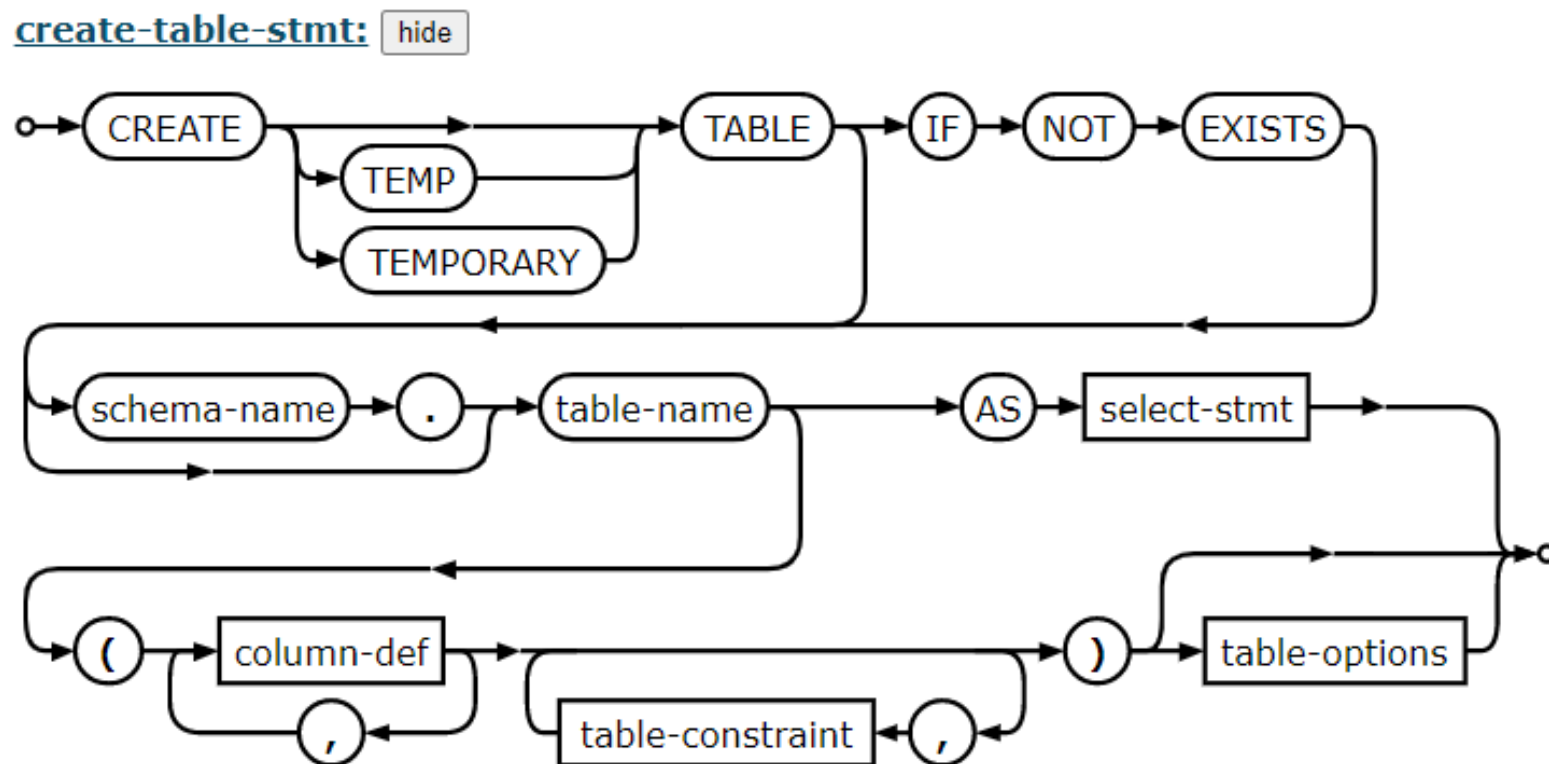 create-table-stmt: hide
CREATE TABLE IF NOT EXISTS
TEMP
TEMPORARY
schema-name . table-name AS select-stmt
( column-def ) table-options
, table-constraint ,